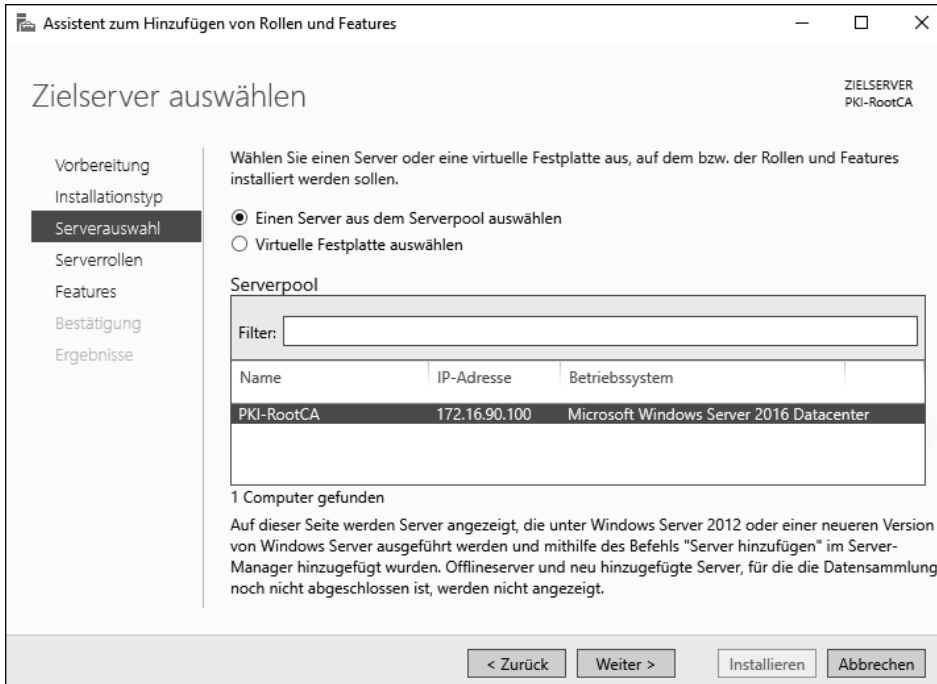 Assistent zum Hinzufügen von Rollen und Features
Zielserver auswählen
ZIELSERVER
PKI-RootCA
Vorbereitung
Installationstyp
Serverauswahl
Serverrollen
Features
Bestätigung
Ergebnisse
Wählen Sie einen Server oder eine virtuelle Festplatte aus, auf dem bzw. der Rollen und Features
installiert werden sollen.
Einen Server aus dem Serverpool auswählen
Virtuelle Festplatte auswählen
Serverpool
Filter:
Name IP-Adresse Betriebssystem
PKI-RootCA 172.16.90.100 Microsoft Windows Server 2016 Datacenter
1 Computer gefunden
Auf dieser Seite werden Server angezeigt, die unter Windows Server 2012 oder einer neueren Version
von Windows Server ausgeführt werden und mithilfe des Befehls "Server hinzufügen" im Server-
Manager hinzugefügt wurden. Offlineserver und neu hinzugefügte Server, für die die Datensammlung
noch nicht abgeschlossen ist, werden nicht angezeigt.
< Zurück Weiter > Installieren Abbrechen